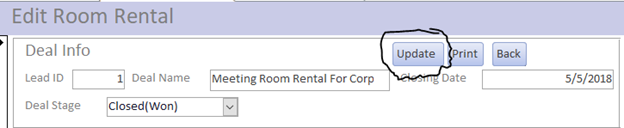 Edit Room Rental
Deal Info Update Print Back
Lead ID 1 Deal Name Meeting Room Rental For Corp Closing Date 5/5/2018
Deal Stage Closed(Won)